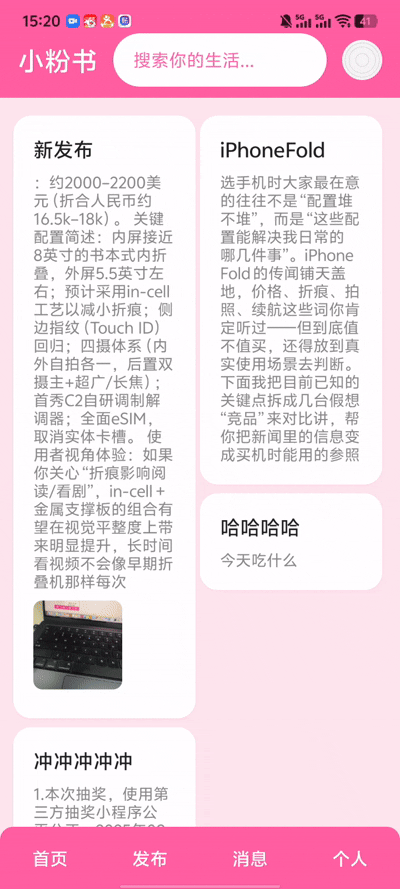 15:20
5G
5G
41
小粉书
搜索你的生活...
新发布
：约2000–2200美
元（折合人民币约
16.5k–18k）。 关键
配置简述：内屏接近
8英寸的书本式内折
叠，外屏5.5英寸左
右；预计采用in-cell
工艺以减小折痕；侧
边指纹（Touch ID）
回归；四摄体系（内
外自拍各一，后置双
摄主+超广/长焦）；
首秀C2自研调制解
调器；全面eSIM，
取消实体卡槽。 使
用者视角体验：如果
你关心“折痕影响阅
读/看剧”，in-cell＋
金属支撑板的组合有
望在视觉平整度上带
来明显提升，长时间
看视频不会像早期折
叠机那样每次
iPhoneFold
选手机时大家最在意
的往往不是“配置堆
不堆”，而是“这些配
置能解决我日常的
哪几件事”。iPhone
Fold 的传闻铺天盖
地，价格、折痕、拍
照、续航这些词你肯
定听过——但到底值
不值买，还得放到真
实使用场景去判断。
下面我把目前已知的
关键点拆成几台假想
“竞品”来对比讲，帮
你把新闻里的信息变
成买机时能用的参照
哈哈哈哈
今天吃什么
冲冲冲冲冲
1.本次抽奖，使用第
三方抽奖小程序公
首页
发布
消息
个人